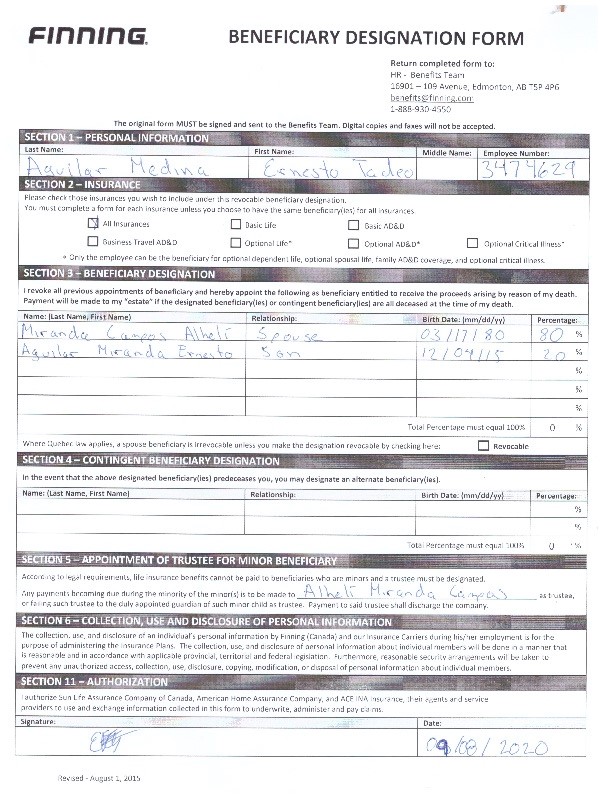 FINNING.
BENEFICIARY DESIGNATION FORM
Return completed form to:
HR - Benefits Team
16901 – 109 Avenue, Edmonton, AB T5P 4P6
benefits@finning.com
1-888-930-4550
The original form MUST be signed and sent to the Benefits Team. Digital copies and faxes will not be accepted.
SECTION 1 – PERSONAL INFORMATION
Last Name: First Name: Middle Name: Employee Number:
Aguilar Medina Ernesto Tadeo 3474629
SECTION 2 – INSURANCE
Please check those insurances you wish to include under this revocable beneficiary designation.
You must complete a form for each insurance unless you choose to have the same beneficiary(ies) for all insurances
All Insurances Basic Life Basic AD&D
Business Travel AD&D Optional Life* Optional AD&D* Optional Critical Illness*
* Only the employee can be the beneficiary for optional dependent life, optional spousal life, family AD&D coverage, and optional critical illness.
SECTION 3 – BENEFICIARY DESIGNATION
I revoke all previous appointments of beneficiary and hereby appoint the following as beneficiary entitled to receive the proceeds arising by reason of my death.
Payment will be made to my "estate" if the designated beneficiary(ies) or contingent beneficiary(ies) are all deceased at the time of my death.
Name: (Last Name, First Name) Relationship: Birth Date: (mm/dd/yy) Percentage:
Miranda Campos Alheli Spouse 03/17/80 80 %
Aguilar Miranda Ernesto Son 12/09/15 20 %
%
%
%
Total Percentage must equal 100% 0 %
Where Quebec law applies, a spouse beneficiary is irrevocable unless you make the designation revocable by checking here: Revocable
SECTION 4 – CONTINGENT BENEFICIARY DESIGNATION
In the event that the above designated beneficiary(ies) predeceases you, you may designate an alternate beneficiary(ies).
Name: (Last Name, First Name) Relationship: Birth Date: (mm/dd/yy) Percentage:
%
%
Total Percentage must equal 100% 0 %
SECTION 5 – APPOINTMENT OF TRUSTEE FOR MINOR BENEFICIARY
According to legal requirements, life insurance benefits cannot be paid to beneficiaries who are minors and a trustee must be designated.
Any payments becoming due during the minority of the minor(s) is to be made to Alheli Miranda Campos as trustee,
or failing such trustee to the duly appointed guardian of such minor child as trustee. Payment to said trustee shall discharge the company.
SECTION 6 – COLLECTION, USE AND DISCLOSURE OF PERSONAL INFORMATION
The collection, use, and disclosure of an individual's personal information by Finning (Canada) and our Insurance Carriers during his/her employment is for the
purpose of administering the Insurance Plans. The collection, use, and disclosure of personal information about individual members will be done in a manner that
is reasonable and in accordance with applicable provincial, territorial and federal legislation. Furthermore, reasonable security arrangements will be taken to
prevent any unauthorized access, collection, use, disclosure, copying, modification, or disposal of personal information about individual members.
SECTION 11 – AUTHORIZATION
I authorize Sun Life Assurance Company of Canada, American Home Assurance Company, and ACE INA Insurance, their agents and service
providers to use and exchange information collected in this form to underwrite, administer and pay claims.
Signature: Date:
09/08/2020
Revised - August 1, 2015